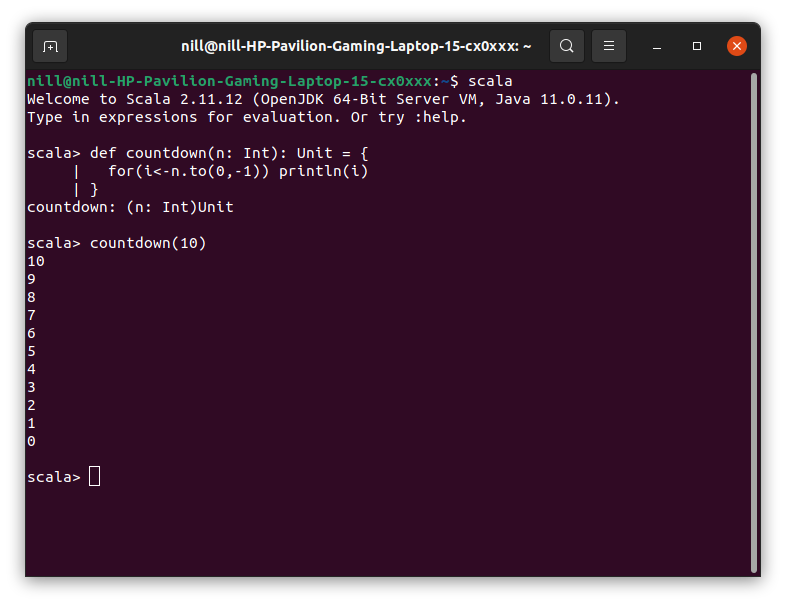 nill@nill-HP-Pavilion-Gaming-Laptop-15-cx0xxx: ~
nill@nill-HP-Pavilion-Gaming-Laptop-15-cx0xxx:~$ scala
Welcome to Scala 2.11.12 (OpenJDK 64-Bit Server VM, Java 11.0.11).
Type in expressions for evaluation. Or try :help.
scala> def countdown(n: Int): Unit = {
     |   for(i<-n.to(0,-1)) println(i)
     | }
countdown: (n: Int)Unit
scala> countdown(10)
10
9
8
7
6
5
4
3
2
1
0
scala>